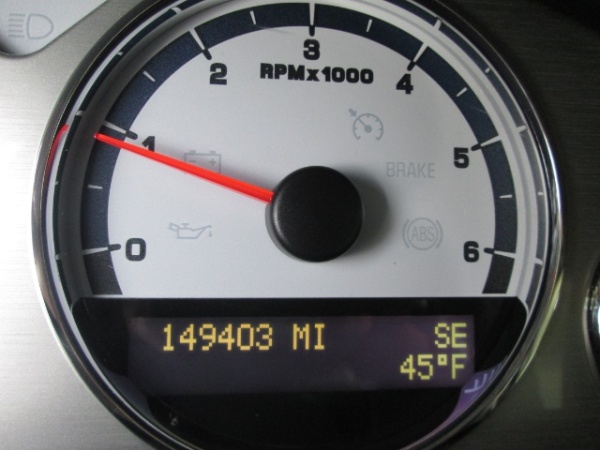 3
2 RPMx1000 4
1 BRAKE 5
ABS
0 6
149403 MI SE
45°F